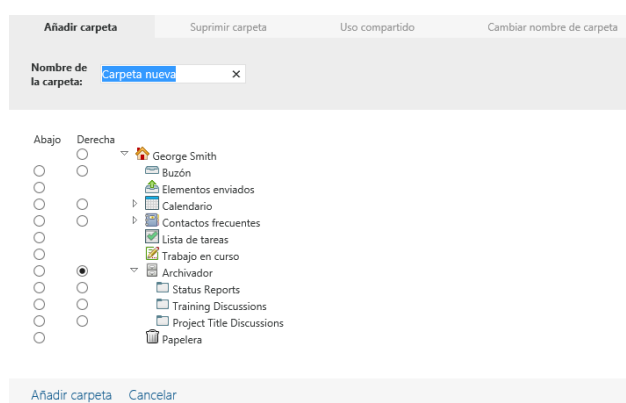 Añadir carpeta Suprimir carpeta Uso compartido Cambiar nombre de carpeta
Nombre de
la carpeta: Carpeta nueva
Abajo Derecha
George Smith
Buzón
Elementos enviados
Calendario
Contactos frecuentes
Lista de tareas
Trabajo en curso
Archivador
Status Reports
Training Discussions
Project Title Discussions
Papelera
Añadir carpeta Cancelar